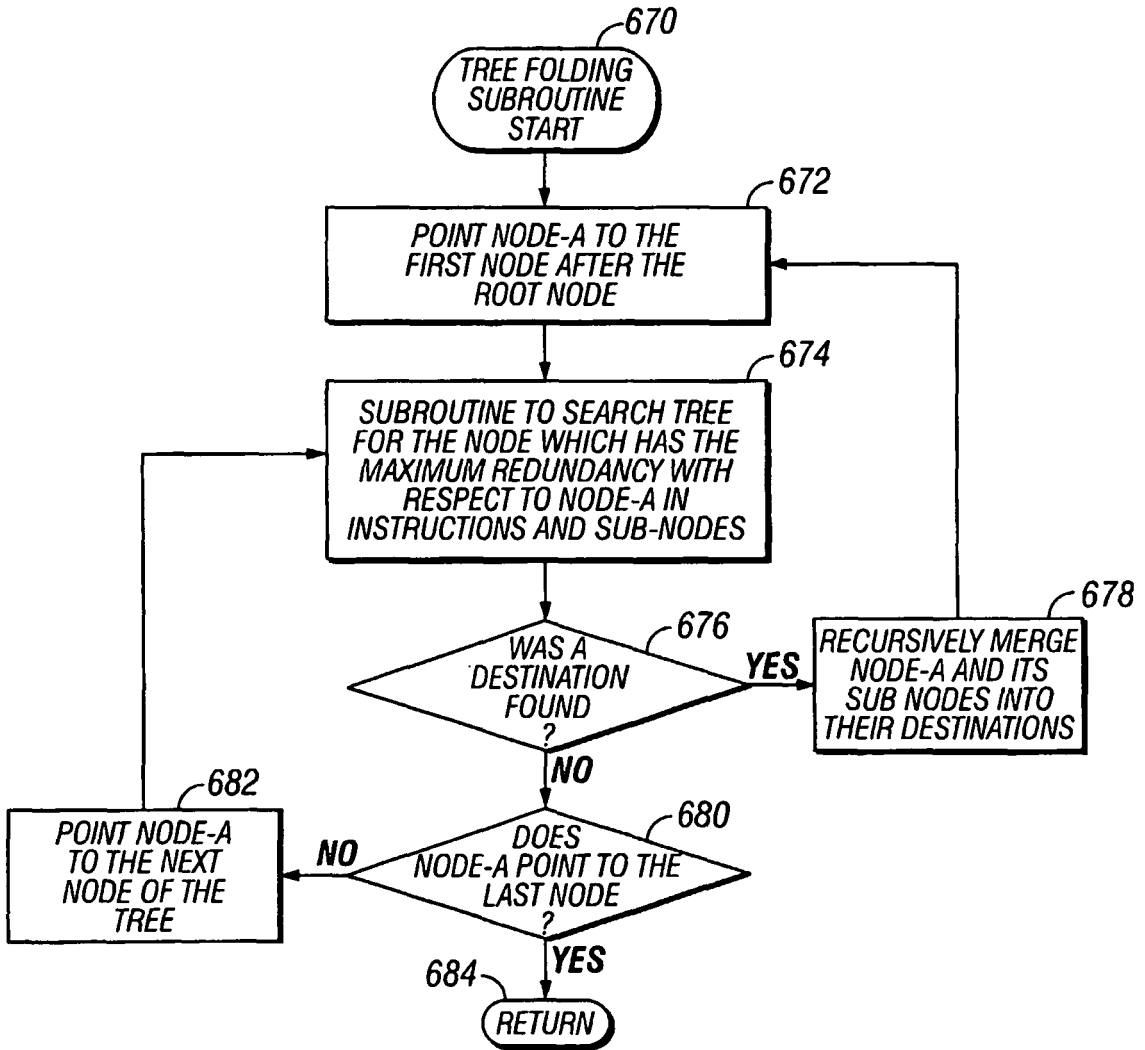 670
TREE FOLDING
SUBROUTINE
START
672
POINT NODE-A TO THE
FIRST NODE AFTER THE
ROOT NODE
674
SUBROUTINE TO SEARCH TREE
FOR THE NODE WHICH HAS THE
MAXIMUM REDUNDANCY WITH
RESPECT TO NODE-A IN
INSTRUCTIONS AND SUB-NODES
676
WAS A
DESTINATION
FOUND
?
YES
678
RECURSIVELY MERGE
NODE-A AND ITS
SUB NODES INTO
THEIR DESTINATIONS
NO
680
DOES
NODE-A POINT TO THE
LAST NODE
?
NO
682
POINT NODE-A
TO THE NEXT
NODE OF THE
TREE
YES
684
RETURN